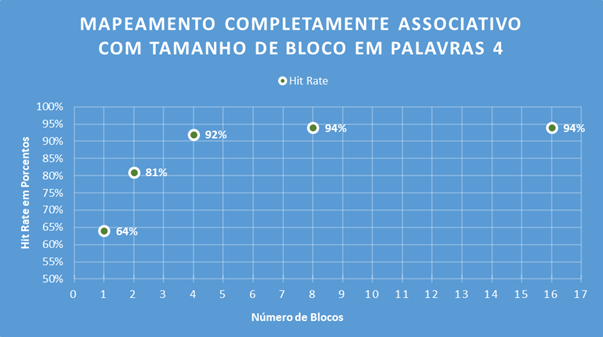 MAPEAMENTO COMPLETAMENTE ASSOCIATIVO
COM TAMANHO DE BLOCO EM PALAVRAS 4
Hit Rate
Hit Rate em Porcentos
100%
95%
90%
85%
80%
75%
70%
65%
60%
55%
50%
64%
81%
92%
94%
94%
0 1 2 3 4 5 6 7 8 9 10 11 12 13 14 15 16 17
Número de Blocos